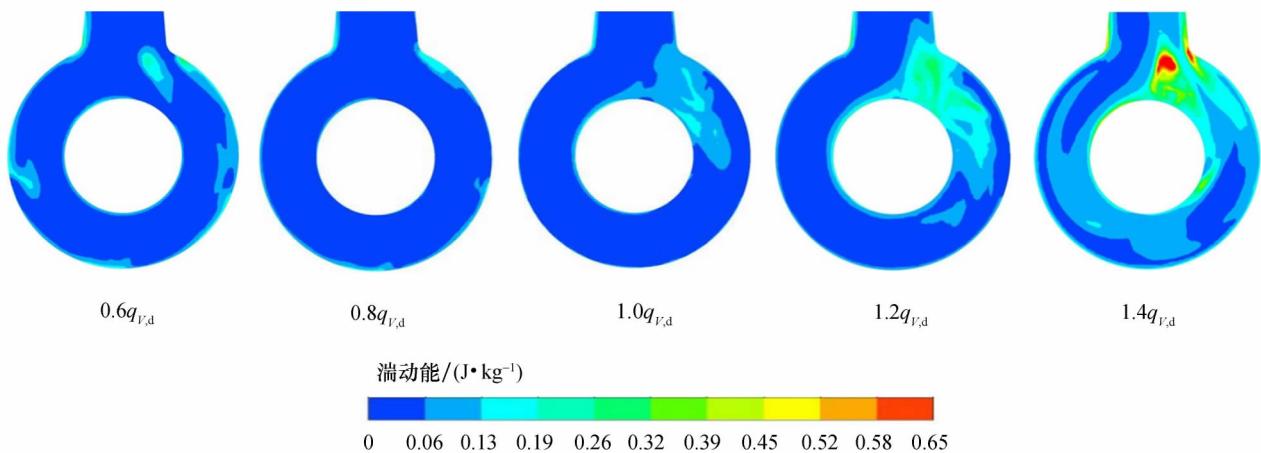 0.6q_{V,d} 0.8q_{V,d} 1.0q_{V,d} 1.2q_{V,d} 1.4q_{V,d}
湍动能/(J•kg⁻¹)
0 0.06 0.13 0.19 0.26 0.32 0.39 0.45 0.52 0.58 0.65